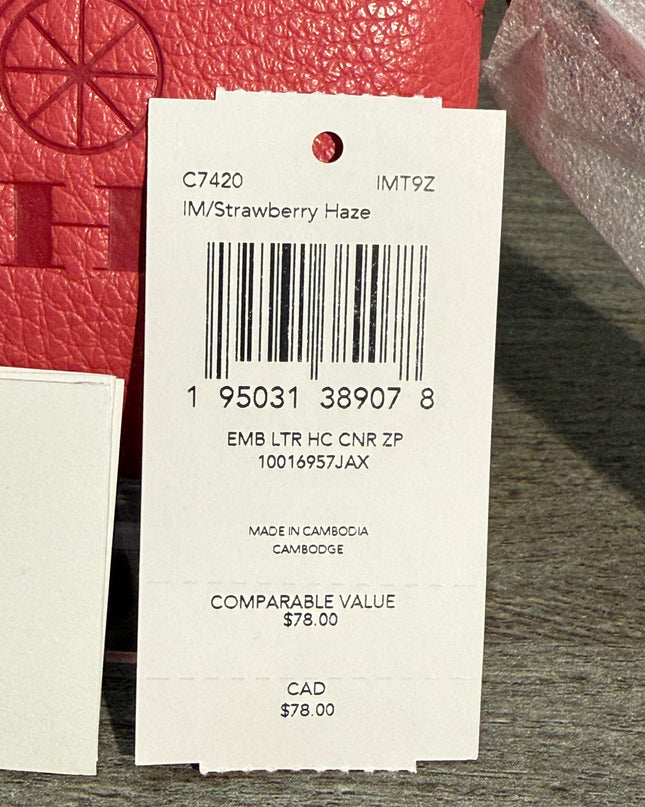 C7420 IMT9Z
IM/Strawberry Haze
1 95031 38907 8
EMB LTR HC CNR ZP
10016957JAX
MADE IN CAMBODIA
CAMBODGE
COMPARABLE VALUE
$78.00
CAD
$78.00